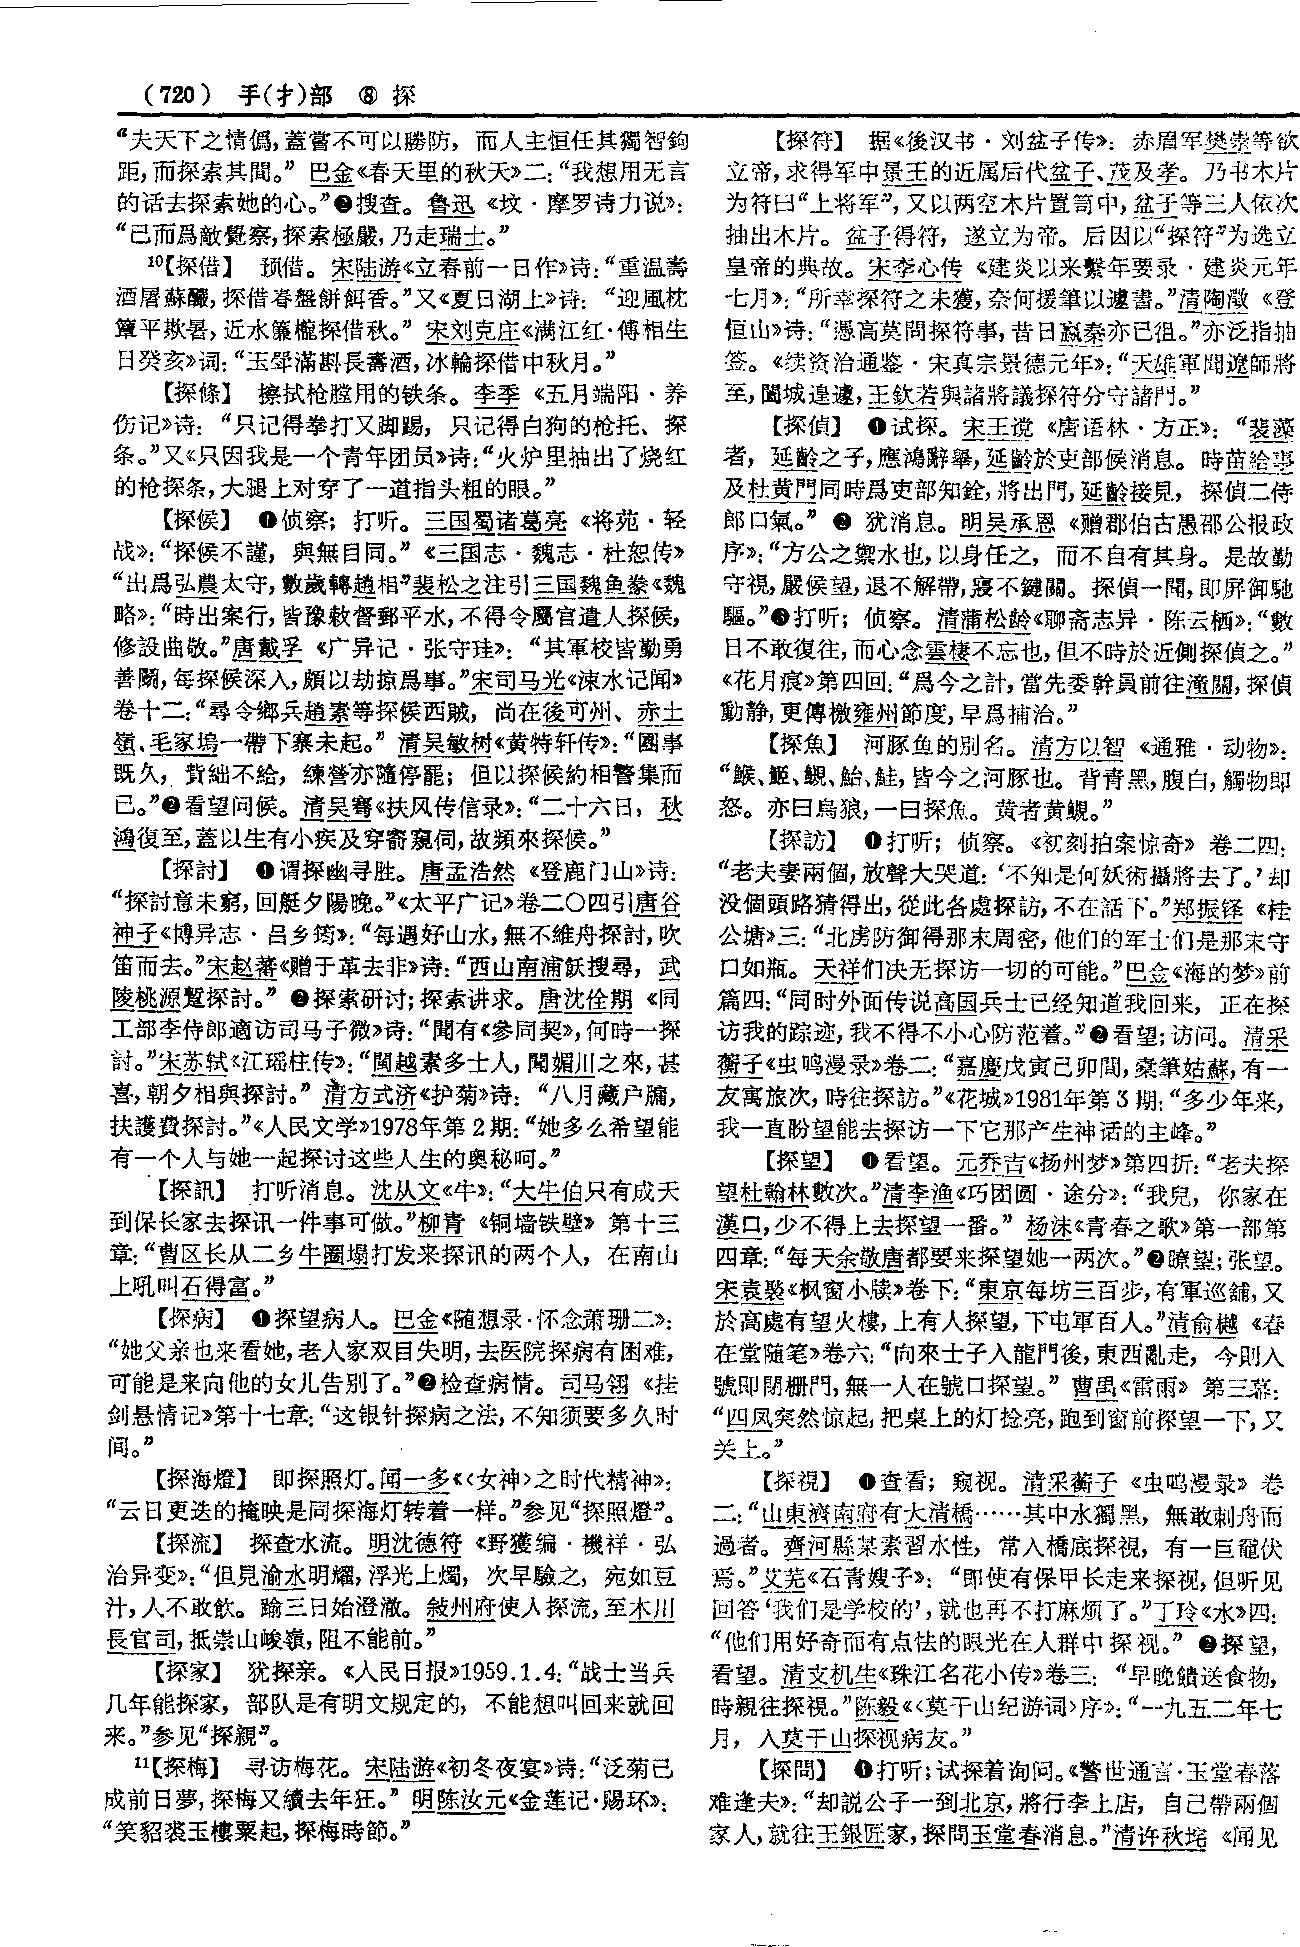 (720) 手(扌)部 ⑧ 探
“夫天下之情僞,蓋嘗不可以勝防, 而人主恒任其獨智鉤
距,而探索其間。” 巴金《春天里的秋天》二:“我想用无言
的话去探索她的心。”❷搜查。 鲁迅《坟·摩罗诗力说》:
“已而爲敵覺察,探索極嚴,乃走瑞士。”
¹⁰【探借】 预借。 宋陆游《立春前一日作》诗:“重温壽
酒屠蘇釅,探借春盤餅餌香。”又《夏日湖上》诗: “迎風枕
簟平欺暑,近水簾櫳探借秋。” 宋刘克庄《满江红·傅相生
日癸亥》词:“玉斝滿斟長壽酒,冰輪探借中秋月。”
【探條】 擦拭枪膛用的铁条。 李季《五月端阳·养
伤记》诗: “只记得拳打又脚踢, 只记得白狗的枪托、探
条。”又《只因我是一个青年团员》诗:“火炉里抽出了烧红
的枪探条,大腿上对穿了一道指头粗的眼。”
【探候】 ❶侦察; 打听。 三国蜀诸葛亮《将苑·轻
战》:“探候不謹, 與無目同。” 《三国志·魏志·杜恕传》
“出爲弘農太守,數歲轉趙相”裴松之注引三国魏鱼豢《魏
略》:“時出案行,皆豫敕督郵平水,不得令屬官遣人探候,
修設曲敬。”唐戴孚《广异记·张守珪》: “其軍校皆勤勇
善鬭,每探候深入,頗以劫掠爲事。”宋司马光《涑水记闻》
卷十二:“尋令鄉兵趙素等探候西賊, 尚在後可州、赤土
嶺、毛家塢一帶下寨未起。” 清吴敏树《黄特轩传》:“團事
既久, 貲絀不給, 練營亦隨停罷; 但以探候約相警集而
已。”❷看望问候。 清吴骞《扶风传信录》:“二十六日, 秋
鴻復至,蓋以生有小疾及穿窬窺伺,故頻來探候。”
【探討】 ❶谓探幽寻胜。 唐孟浩然《登鹿门山》诗:
“探討意未窮,回艇夕陽晚。”《太平广记》卷二〇四引唐谷
神子《博异志·吕乡筠》:“每遇好山水,無不維舟探討,吹
笛而去。”宋赵蕃《赠于革去非》诗:“西山南浦飫搜尋, 武
陵桃源蹔探討。” ❷探索研讨;探索讲求。 唐沈佺期《同
工部李侍郎適访司马子微》诗:“聞有《參同契》,何時一探
討。”宋苏轼《江瑶柱传》:“閩越素多士人,聞媚川之來,甚
喜,朝夕相與探討。” 清方式济《护菊》诗: “八月藏户牖,
扶護費探討。”《人民文学》1978年第2期:“她多么希望能
有一个人与她一起探讨这些人生的奥秘呵。”
【探訊】 打听消息。 沈从文《牛》:“大牛伯只有成天
到保长家去探讯一件事可做。”柳青《铜墙铁壁》第十三
章:“曹区长从二乡牛圈塌打发来探讯的两个人, 在南山
上吼叫石得富。”
【探病】 ❶探望病人。 巴金《随想录·怀念萧珊二》:
“她父亲也来看她,老人家双目失明,去医院探病有困难,
可能是来向他的女儿告别了。”❷检查病情。 司马翎《挂
剑悬情记》第十七章:“这银针探病之法,不知须要多久时
间。”
【探海燈】 即探照灯。闻一多《〈女神〉之时代精神》:
“云日更迭的掩映是同探海灯转着一样。”参见“探照燈”。
【探流】 探查水流。 明沈德符《野獲编·禨祥·弘
治异变》:“但見渝水明耀,浮光上燭, 次早驗之, 宛如豆
汁,人不敢飲。 踰三日始澄澈。 敍州府使人探流,至木川
長官司,抵崇山峻嶺,阻不能前。”
【探家】 犹探亲。《人民日报》1959.1.4:“战士当兵
几年能探家, 部队是有明文规定的, 不能想叫回来就回
来。”参见“探親”。
¹¹【探梅】 寻访梅花。 宋陆游《初冬夜宴》诗:“泛菊已
成前日夢,探梅又續去年狂。” 明陈汝元《金莲记·赐环》:
“笑貂裘玉樓粟起,探梅時節。”
【探符】 据《後汉书·刘盆子传》: 赤眉军樊崇等欲
立帝,求得军中景王的近属后代盆子、茂及孝。 乃书木片
为符曰“上将军”,又以两空木片置笥中,盆子等三人依次
抽出木片。 盆子得符, 遂立为帝。 后因以“探符”为选立
皇帝的典故。 宋李心传《建炎以来繫年要录·建炎元年
七月》:“所幸探符之未獲,奈何援筆以遽書。”清陶澂《登
恒山》诗:“憑高莫問探符事,昔日嬴秦亦已徂。”亦泛指抽
签。《续资治通鉴·宋真宗景德元年》:“天雄軍聞遼師將
至,闔城遑遽,王欽若與諸將議探符分守諸門。”
【探偵】 ❶试探。 宋王谠《唐语林·方正》: “裴藻
者, 延齡之子,應鴻辭舉,延齡於吏部候消息。 時苗給事
及杜黄門同時爲吏部知銓,將出門,延齡接見, 探偵二侍
郎口氣。” ❷ 犹消息。 明吴承恩《赠郡伯古愚邵公报政
序》:“方公之禦水也,以身任之, 而不自有其身。 是故勤
守視,嚴候望,退不解帶,寢不鍵關。 探偵一聞,即屏御馳
驅。”❸打听; 侦察。 清蒲松龄《聊斋志异·陈云栖》:“數
日不敢復往,而心念雲棲不忘也,但不時於近側探偵之。”
《花月痕》第四回:“爲今之計,當先委幹員前往潼關,探偵
動静,更傳檄雍州節度,早爲捕治。”
【探魚】 河豚鱼的别名。 清方以智《通雅·动物》:
“鯸、䱌、鯢、鮐、鮭,皆今之河豚也。 背青黑,腹白,觸物即
怒。 亦曰烏狼,一曰探魚。 黄者黄鯢。”
【探訪】 ❶打听; 侦察。《初刻拍案惊奇》卷二四:
“老夫妻兩個,放聲大哭道: ‘不知是何妖術攝將去了。’却
没個頭路猜得出,從此各處探訪,不在話下。”郑振铎《桂
公塘》三:“北虏防御得那末周密,他们的军士们是那末守
口如瓶。 天祥们决无探访一切的可能。”巴金《海的梦》前
篇四:“同时外面传说高国兵士已经知道我回来, 正在探
访我的踪迹,我不得不小心防范着。”❷看望;访问。 清采
蘅子《虫鸣漫录》卷二:“嘉慶戊寅己卯間,橐筆姑蘇,有一
友寓旅次,時往探訪。”《花城》1981年第3期:“多少年来,
我一直盼望能去探访一下它那产生神话的主峰。”
【探望】 ❶看望。 元乔吉《扬州梦》第四折:“老夫探
望杜翰林數次。”清李渔《巧团圆·途分》:“我兒, 你家在
漢口,少不得上去探望一番。” 杨沫《青春之歌》第一部第
四章:“每天余敬唐都要来探望她一两次。”❷瞭望;张望。
宋袁褧《枫窗小牍》卷下:“東京每坊三百步,有軍巡舖,又
於高處有望火樓,上有人探望,下屯軍百人。”清俞樾《春
在堂随笔》卷六:“向來士子入龍門後,東西亂走, 今則入
號即閉栅門,無一人在號口探望。” 曹禺《雷雨》第三幕:
“四凤突然惊起,把桌上的灯捻亮,跑到窗前探望一下,又
关上。”
【探視】 ❶查看; 窥视。 清采蘅子《虫鸣漫录》卷
二:“山東濟南府有大清橋……其中水獨黑, 無敢刺舟而
過者。 齊河縣某素習水性, 常入橋底探視, 有一巨黿伏
焉。”艾芜《石青嫂子》: “即使有保甲长走来探视,但听见
回答‘我们是学校的’,就也再不打麻烦了。”丁玲《水》四:
“他们用好奇而有点怯的眼光在人群中探视。” ❷探望,
看望。 清支机生《珠江名花小传》卷三: “早晚饋送食物,
時親往探視。”陈毅《〈莫干山纪游词〉序》:“一九五二年七
月, 入莫干山探视病友。”
【探問】 ❶打听;试探着询问。《警世通言·玉堂春落
难逢夫》:“却説公子一到北京,將行李上店, 自己帶兩個
家人,就往王銀匠家,探問玉堂春消息。”清许秋垞《闻见